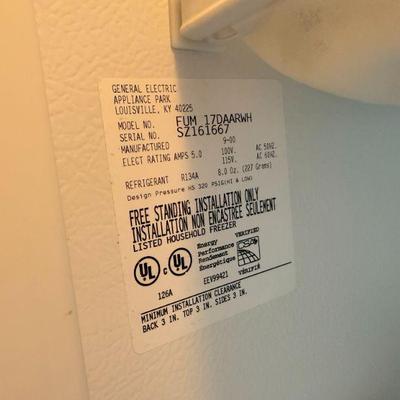 GENERAL ELECTRIC
APPLIANCE PARK
LOUISVILLE, KY 40225
MODEL NO. FUM 17DAARWH
SERIAL NO. SZ161667
MANUFACTURED 9-00
ELECT RATING AMPS 5.0 100V. AC 50HZ.
115V. AC 60HZ.
REFRIGERANT R134A 8.0 Oz. (227 Grams)
Design Pressure HS 320 PSIG(HI & LOW)
FREE STANDING INSTALLATION ONLY
INSTALLATION NON ENCASTREE SEULEMENT
LISTED HOUSEHOLD FREEZER
UL c UL
Energy VERIFIED
Performance
Rendement
Énergétique VÉRIFIÉ
126A EEV99421
MINIMUM INSTALLATION CLEARANCE
BACK 3 IN. TOP 3 IN. SIDES 3 IN.